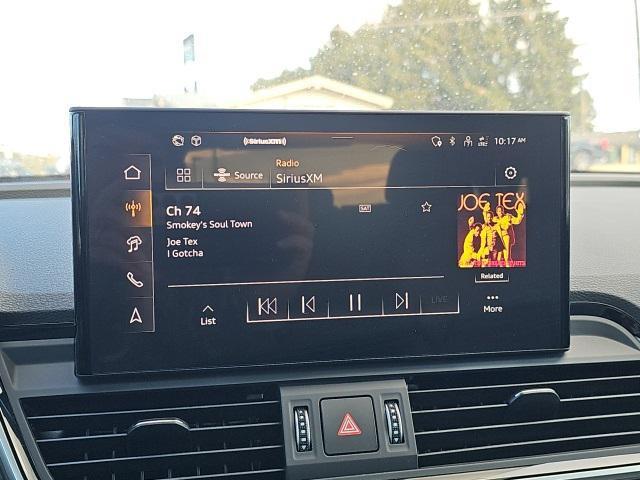 ((SiriusXM))
10:17 AM
Source
Radio
SiriusXM
Ch 74
Smokey's Soul Town
SAT
Joe Tex
I Gotcha
JOE TEX
Related
List
LIVE
More